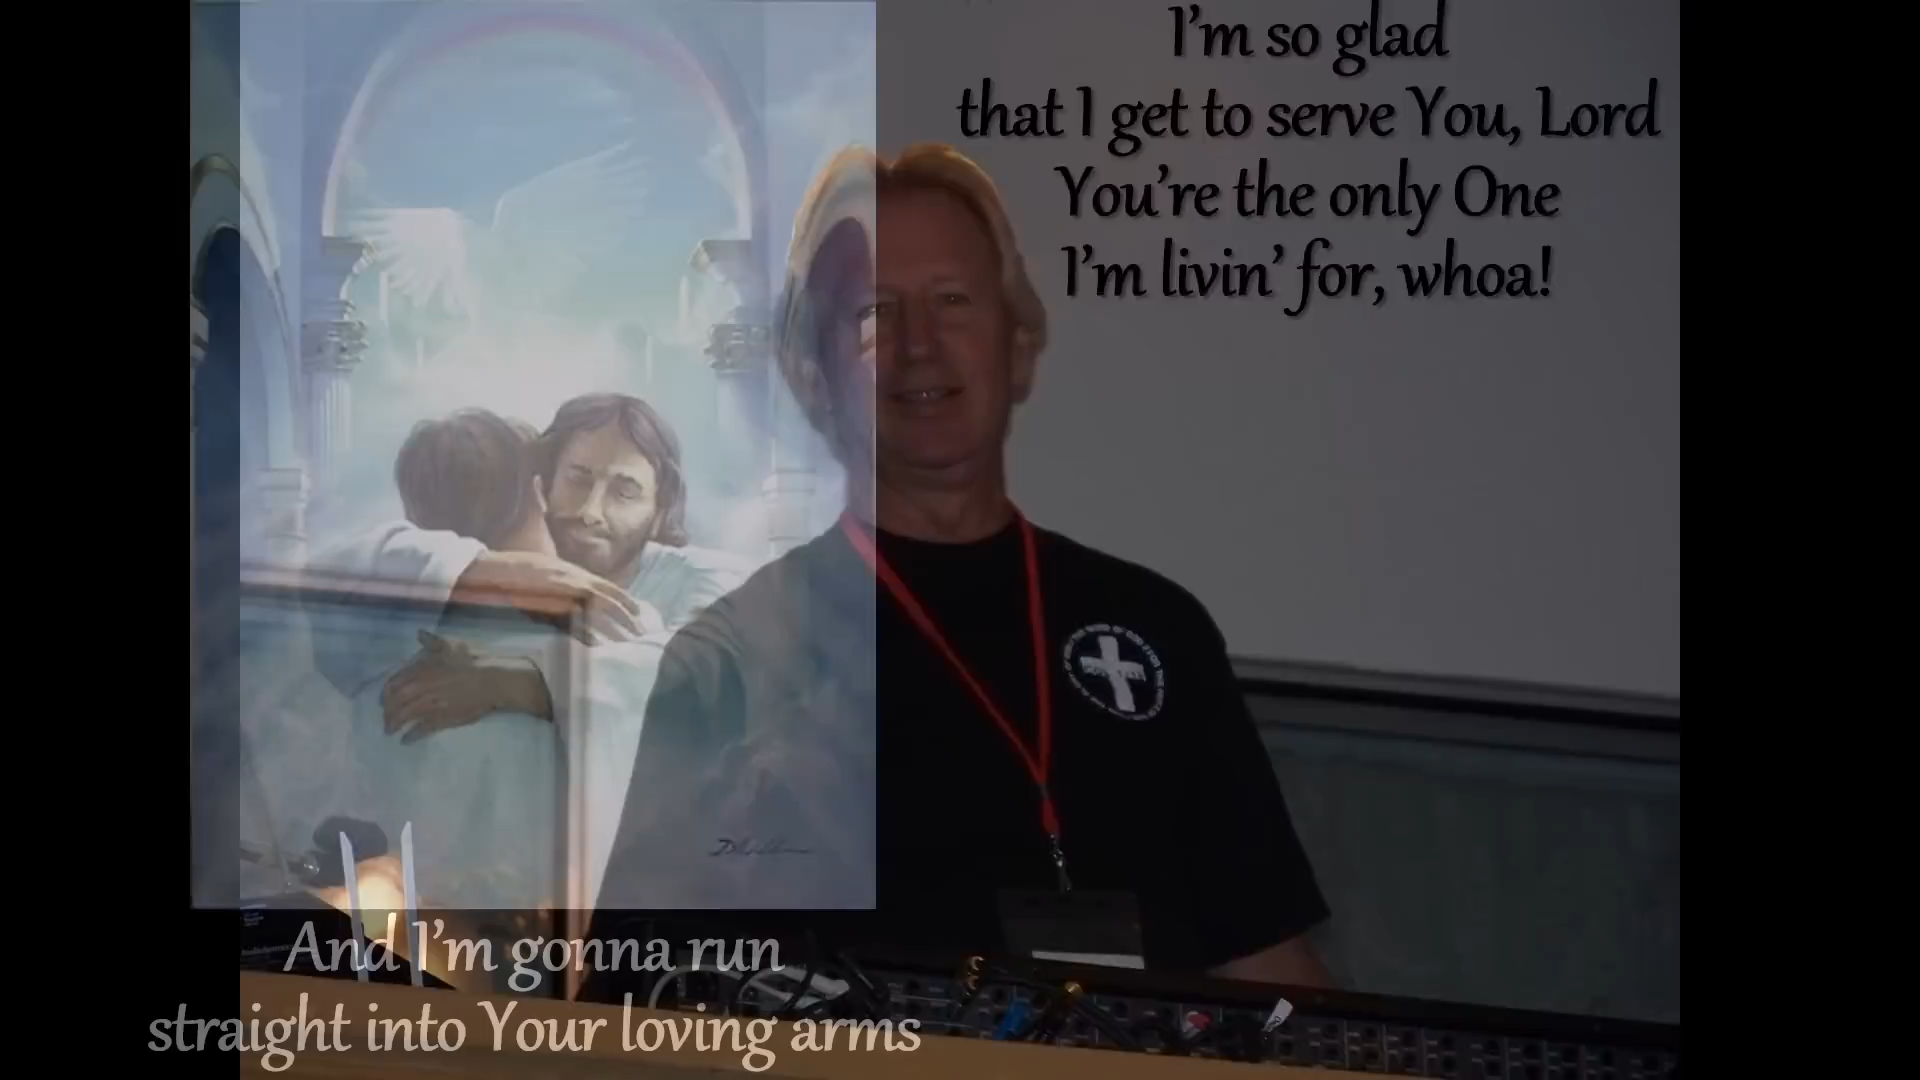 I'm so glad
that I get to serve You, Lord
You're the only One
I'm livin' for, whoa!
And I'm gonna run
straight into Your loving arms